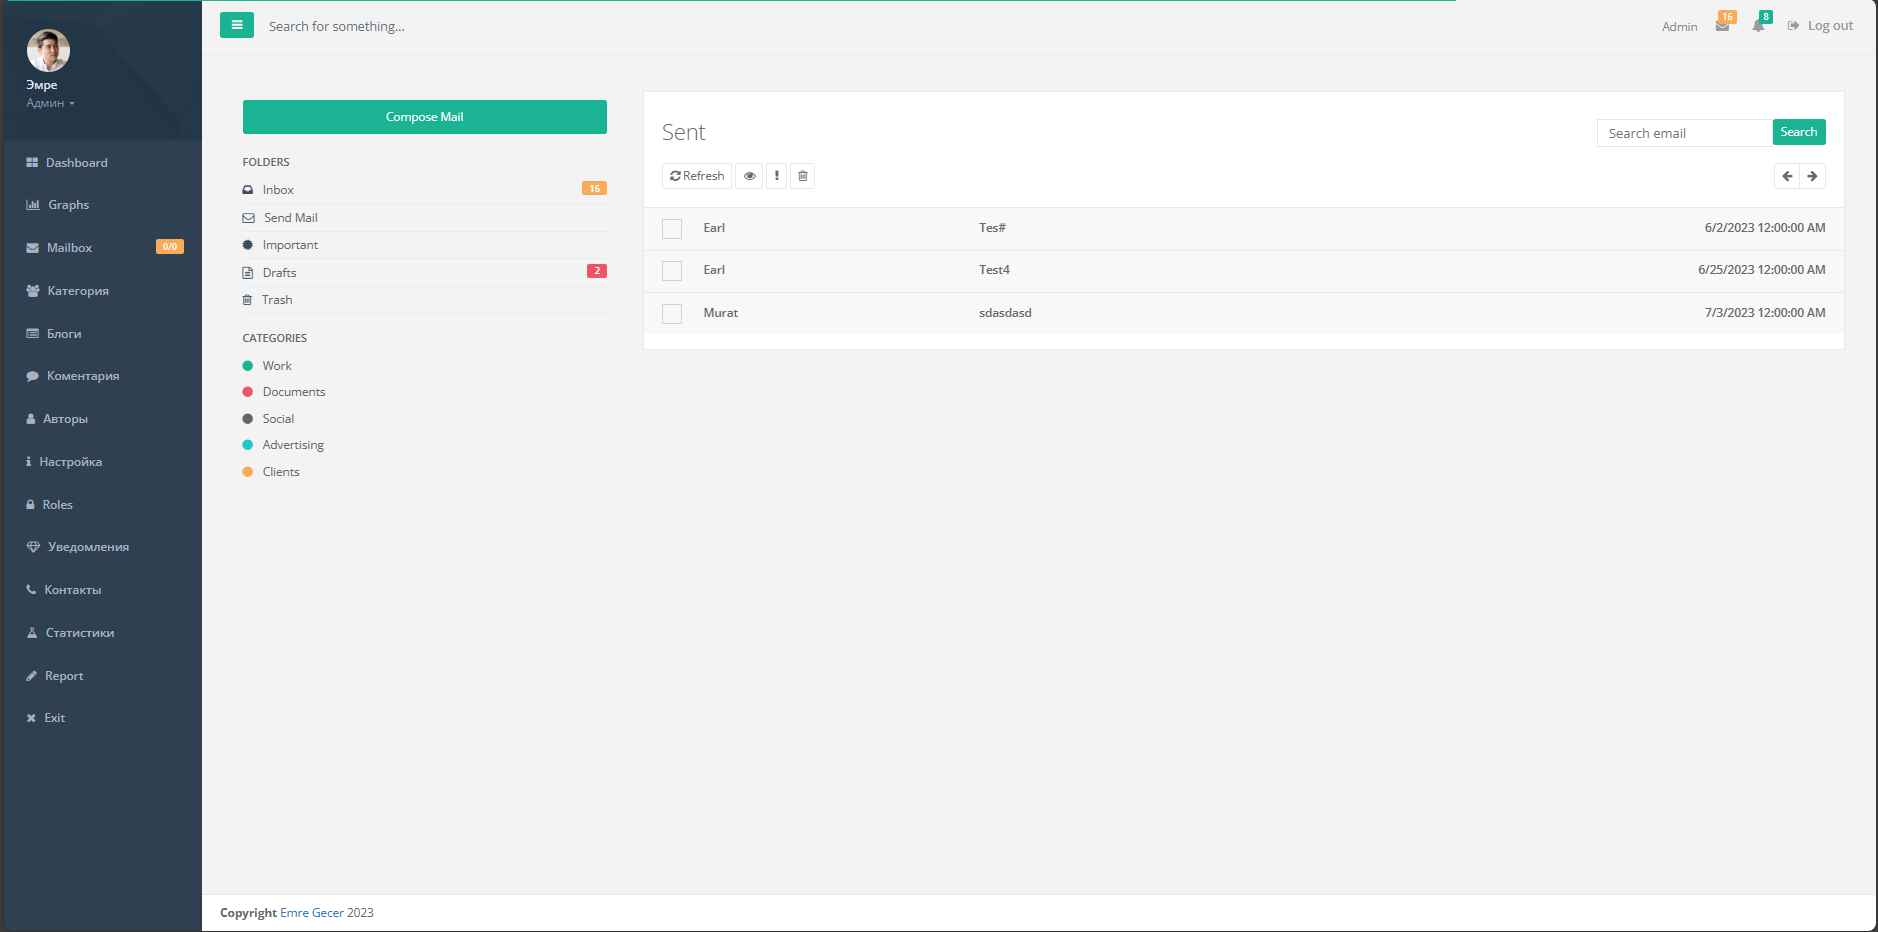 Эмре
Админ
Dashboard
Graphs
Mailbox 0/0
Категория
Блоги
Коментария
Авторы
Настройка
Roles
Уведомления
Контакты
Статистики
Report
Exit
Search for something...
Admin 16 8 Log out
Compose Mail
FOLDERS
Inbox 16
Send Mail
Important
Drafts 2
Trash
CATEGORIES
Work
Documents
Social
Advertising
Clients
Sent
Search email Search
Refresh
Earl Tes# 6/2/2023 12:00:00 AM
Earl Test4 6/25/2023 12:00:00 AM
Murat sdasdasd 7/3/2023 12:00:00 AM
Copyright Emre Gecer 2023